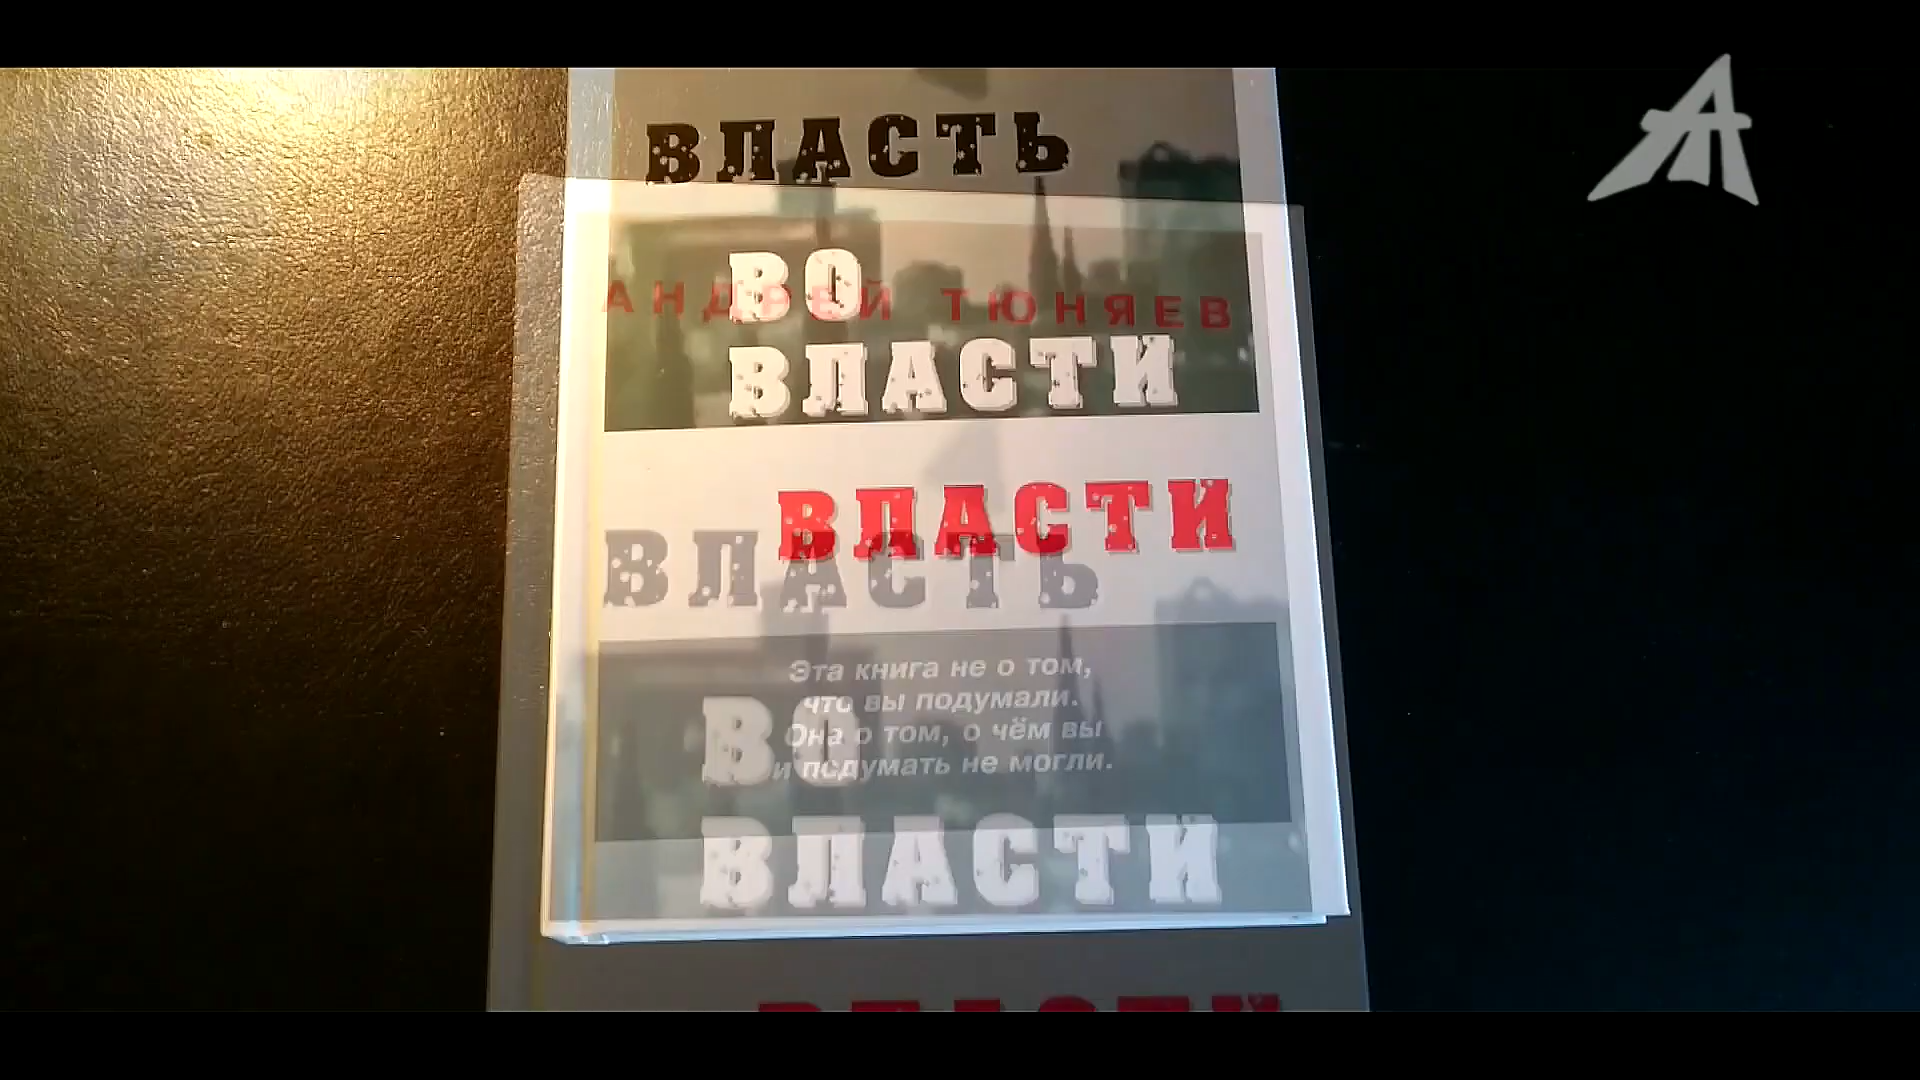 ВЛАСТЬ
ВО
АНДРЕЙ ТЮНЯЕВ
ВЛАСТИ
ВЛАСТИ
ВЛАСТЬ
Эта книга не о том,
что вы подумали.
Она о том, о чём вы
и подумать не могли.
ВО
ВЛАСТИ
ВЛАСТИ